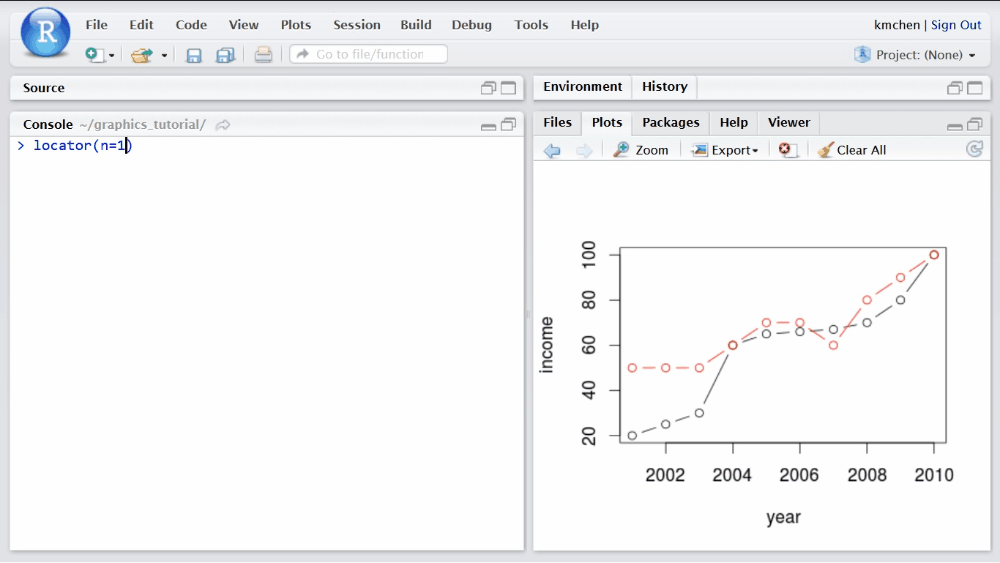 R File Edit Code View Plots Session Build Debug Tools Help kmchen | Sign Out
Go to file/function R Project: (None)
Source
Console ~/graphics_tutorial/
> locator(n=1)
Environment History
Files Plots Packages Help Viewer
Zoom Export Clear All
income
100
80
60
40
20
2002 2004 2006 2008 2010
year